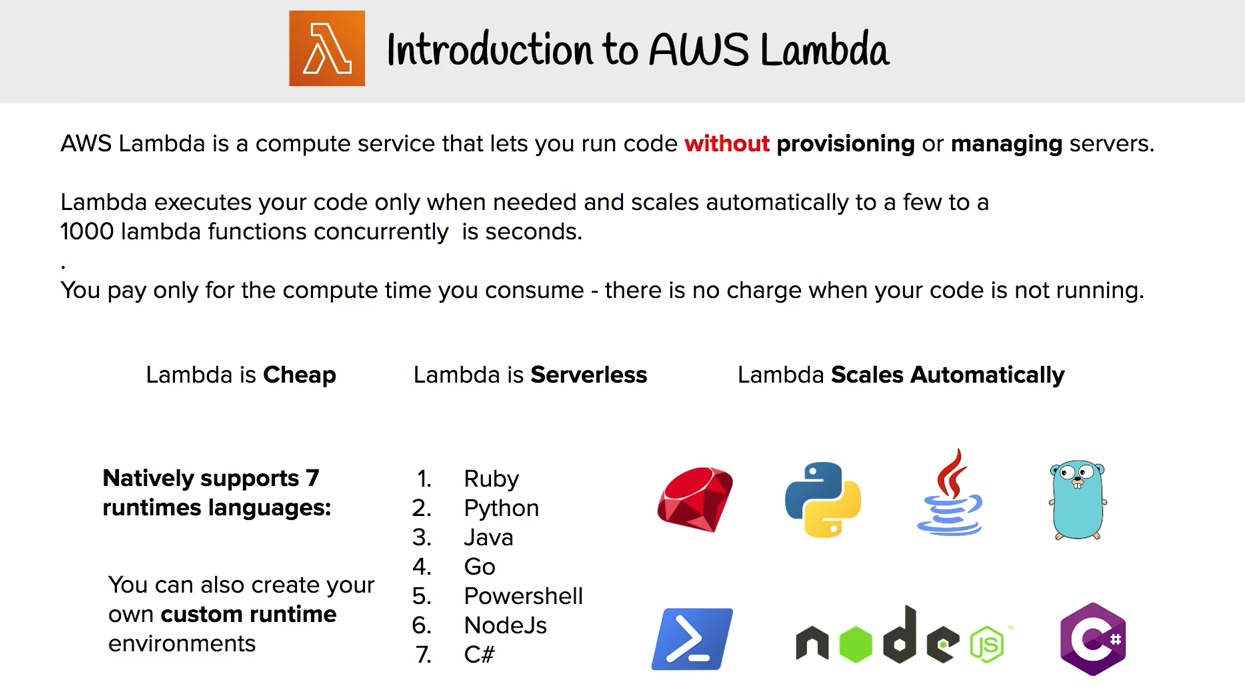 Introduction to AWS Lambda
AWS Lambda is a compute service that lets you run code without provisioning or managing servers.
Lambda executes your code only when needed and scales automatically to a few to a
1000 lambda functions concurrently  is seconds.
.
You pay only for the compute time you consume - there is no charge when your code is not running.
Lambda is Cheap
Lambda is Serverless
Lambda Scales Automatically
Natively supports 7
runtimes languages:
You can also create your
own custom runtime
environments
1. Ruby
2. Python
3. Java
4. Go
5. Powershell
6. NodeJs
7. C#
node JS ™
C#